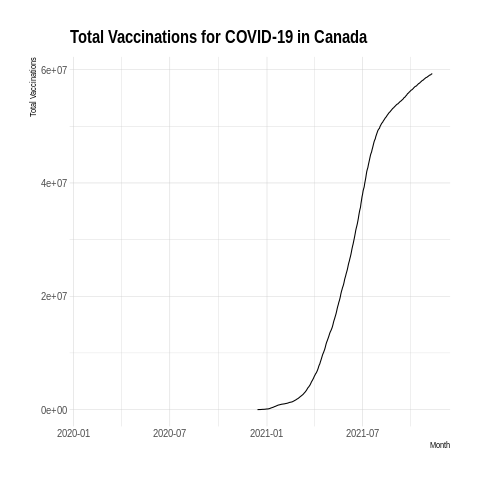 Total Vaccinations for COVID-19 in Canada
Total Vaccinations
6e+07
4e+07
2e+07
0e+00
2020-01 2020-07 2021-01 2021-07
Month